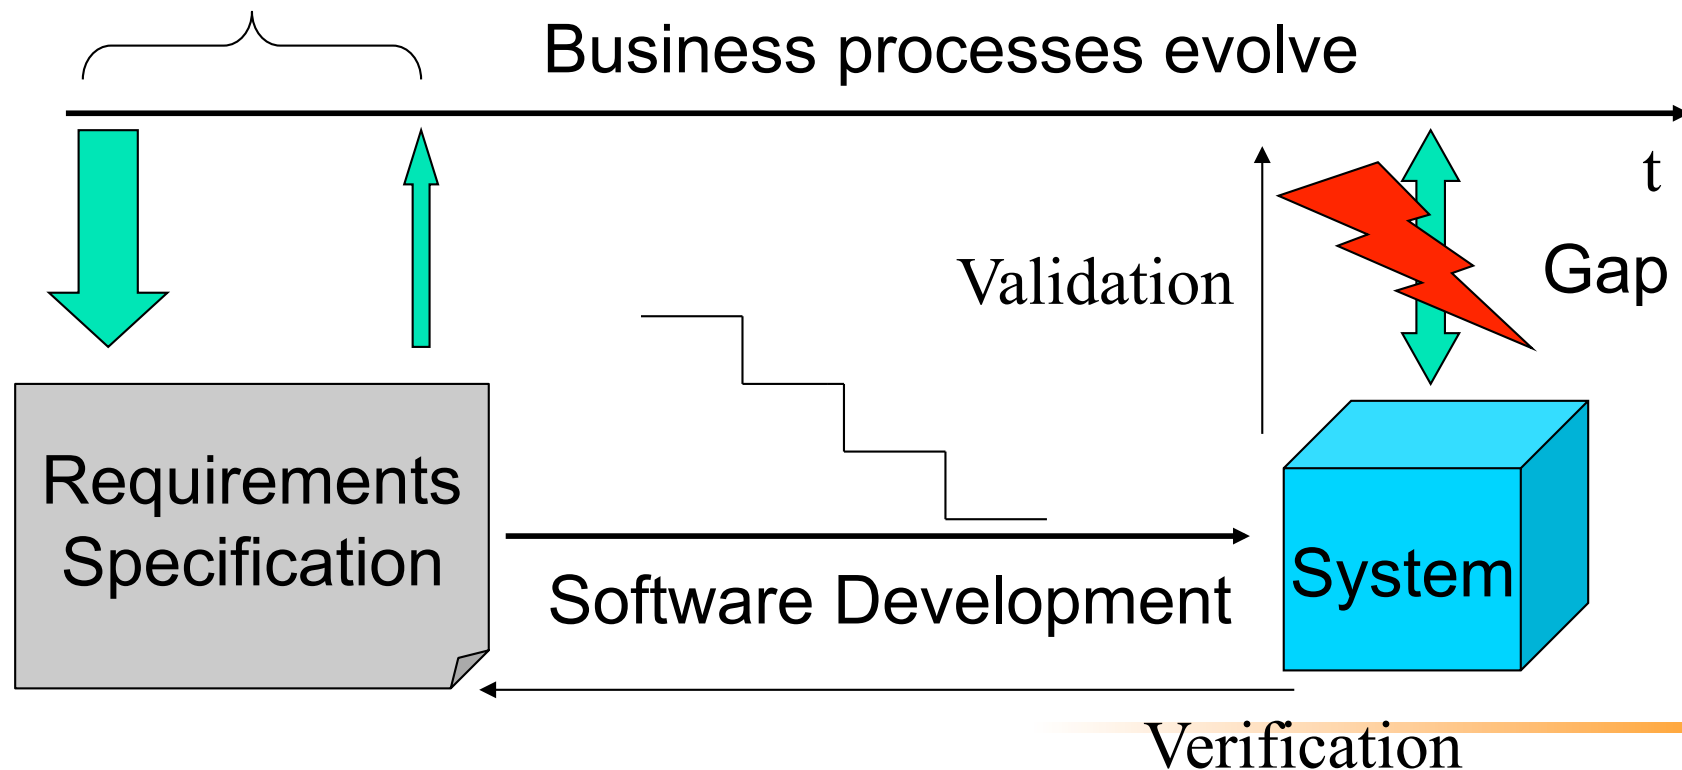 Business processes evolve
t
Gap
Validation
Requirements
Specification
System
Software Development
Verification